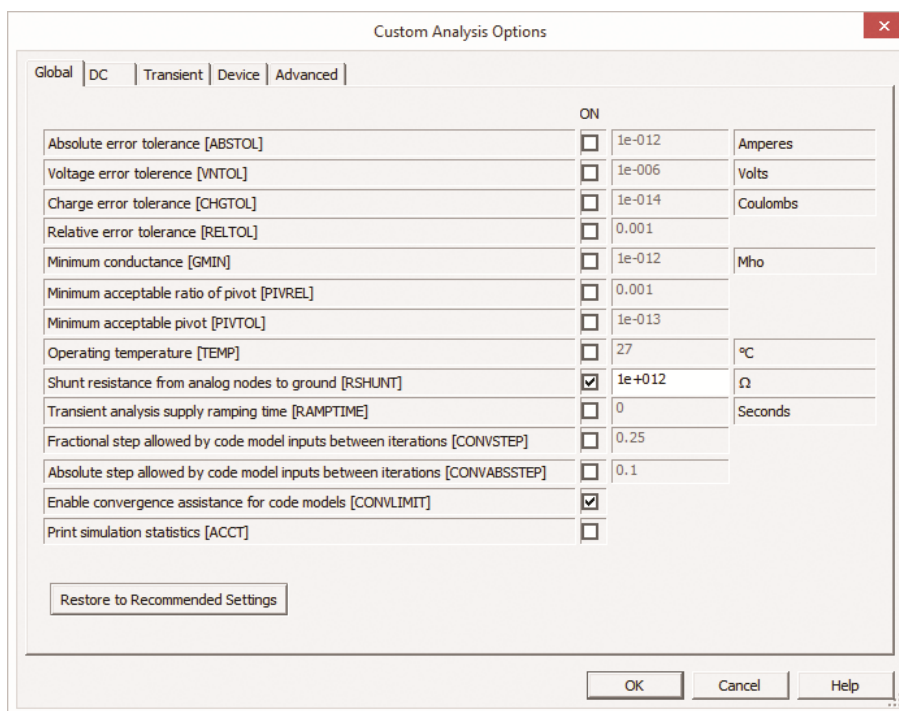 Custom Analysis Options
Global DC Transient Device Advanced
ON
Absolute error tolerance [ABSTOL] 1e-012 Amperes
Voltage error tolerence [VNTOL] 1e-006 Volts
Charge error tolerance [CHGTOL] 1e-014 Coulombs
Relative error tolerance [RELTOL] 0.001
Minimum conductance [GMIN] 1e-012 Mho
Minimum acceptable ratio of pivot [PIVREL] 0.001
Minimum acceptable pivot [PIVTOL] 1e-013
Operating temperature [TEMP] 27 °C
Shunt resistance from analog nodes to ground [RSHUNT] 1e+012 Ω
Transient analysis supply ramping time [RAMPTIME] 0 Seconds
Fractional step allowed by code model inputs between iterations [CONVSTEP] 0.25
Absolute step allowed by code model inputs between iterations [CONVABSSTEP] 0.1
Enable convergence assistance for code models [CONVLIMIT]
Print simulation statistics [ACCT]
Restore to Recommended Settings
OK Cancel Help